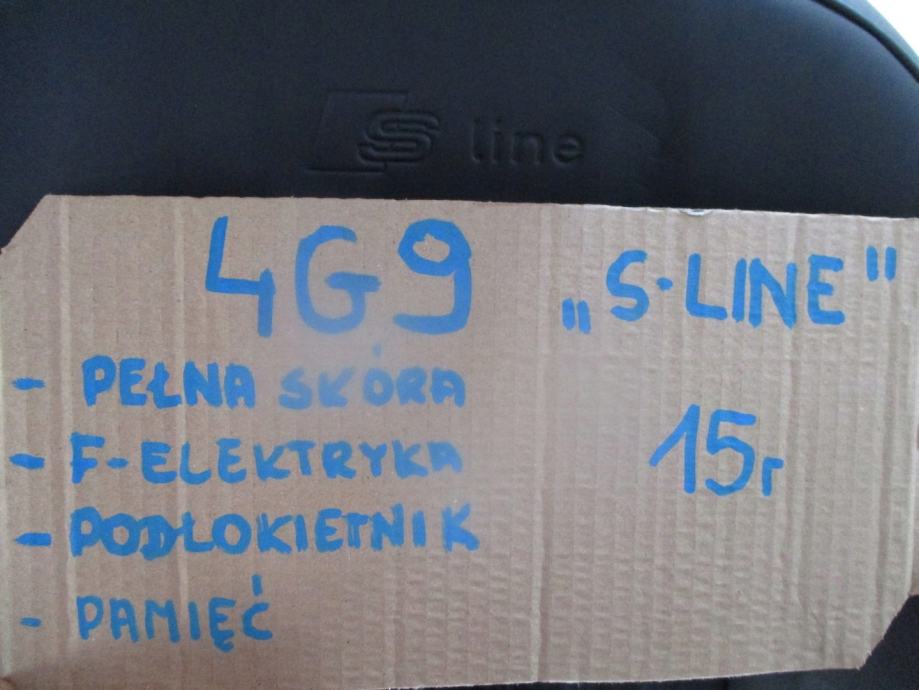 S line
4G9
„S-LINE"
- PEŁNA SKÓRA
- F-ELEKTRYKA
15r
- PODŁOKIETNIK
- PAMIĘĆ